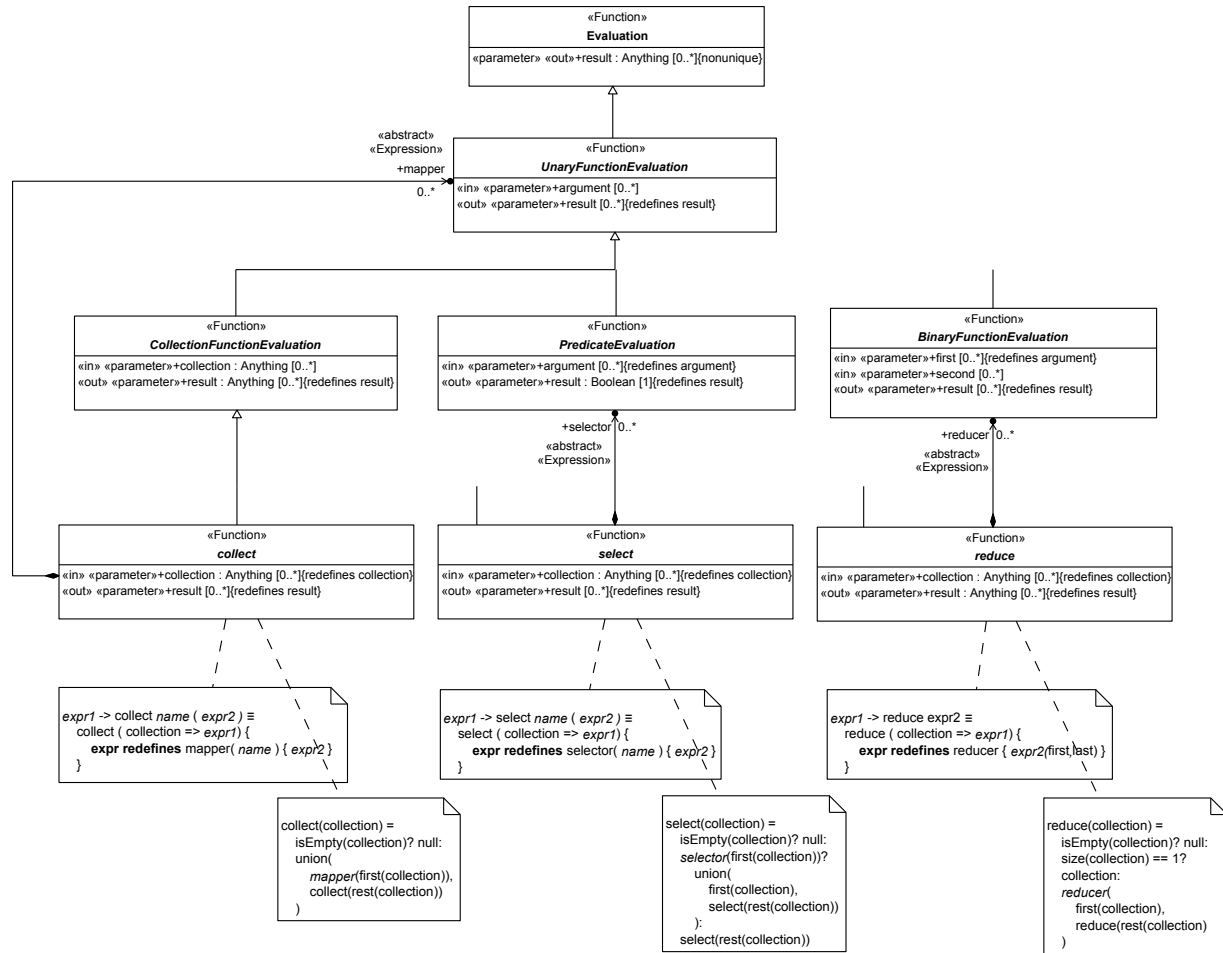 «Function»
Evaluation
«parameter» «out»+result : Anything [0..*]{nonunique}
«abstract»
«Expression»
+mapper
0..*
«Function»
UnaryFunctionEvaluation
«in» «parameter»+argument [0..*]
«out» «parameter»+result [0..*]{redefines result}
«Function»
CollectionFunctionEvaluation
«in» «parameter»+collection : Anything [0..*]
«out» «parameter»+result : Anything [0..*]{redefines result}
«Function»
PredicateEvaluation
«in» «parameter»+argument [0..*]{redefines argument}
«out» «parameter»+result : Boolean [1]{redefines result}
«Function»
BinaryFunctionEvaluation
«in» «parameter»+first [0..*]{redefines argument}
«in» «parameter»+second [0..*]
«out» «parameter»+result [0..*]{redefines result}
+selector 0..*
«abstract»
«Expression»
+reducer 0..*
«abstract»
«Expression»
«Function»
collect
«in» «parameter»+collection : Anything [0..*]{redefines collection}
«out» «parameter»+result [0..*]{redefines result}
«Function»
select
«in» «parameter»+collection : Anything [0..*]{redefines collection}
«out» «parameter»+result [0..*]{redefines result}
«Function»
reduce
«in» «parameter»+collection : Anything [0..*]{redefines collection}
«out» «parameter»+result : Anything [0..*]{redefines result}
expr1 -> collect name ( expr2 ) ≡
collect ( collection => expr1) {
expr redefines mapper( name ) { expr2 }
}
expr1 -> select name ( expr2 ) ≡
select ( collection => expr1) {
expr redefines selector( name ) { expr2 }
}
expr1 -> reduce expr2 ≡
reduce ( collection => expr1) {
expr redefines reducer { expr2(first,last) }
}
collect(collection) =
isEmpty(collection)? null:
union(
mapper(first(collection)),
collect(rest(collection))
)
select(collection) =
isEmpty(collection)? null:
selector(first(collection))?
union(
first(collection),
select(rest(collection))
):
select(rest(collection))
reduce(collection) =
isEmpty(collection)? null:
size(collection) == 1?
collection:
reducer(
first(collection),
reduce(rest(collection)
)